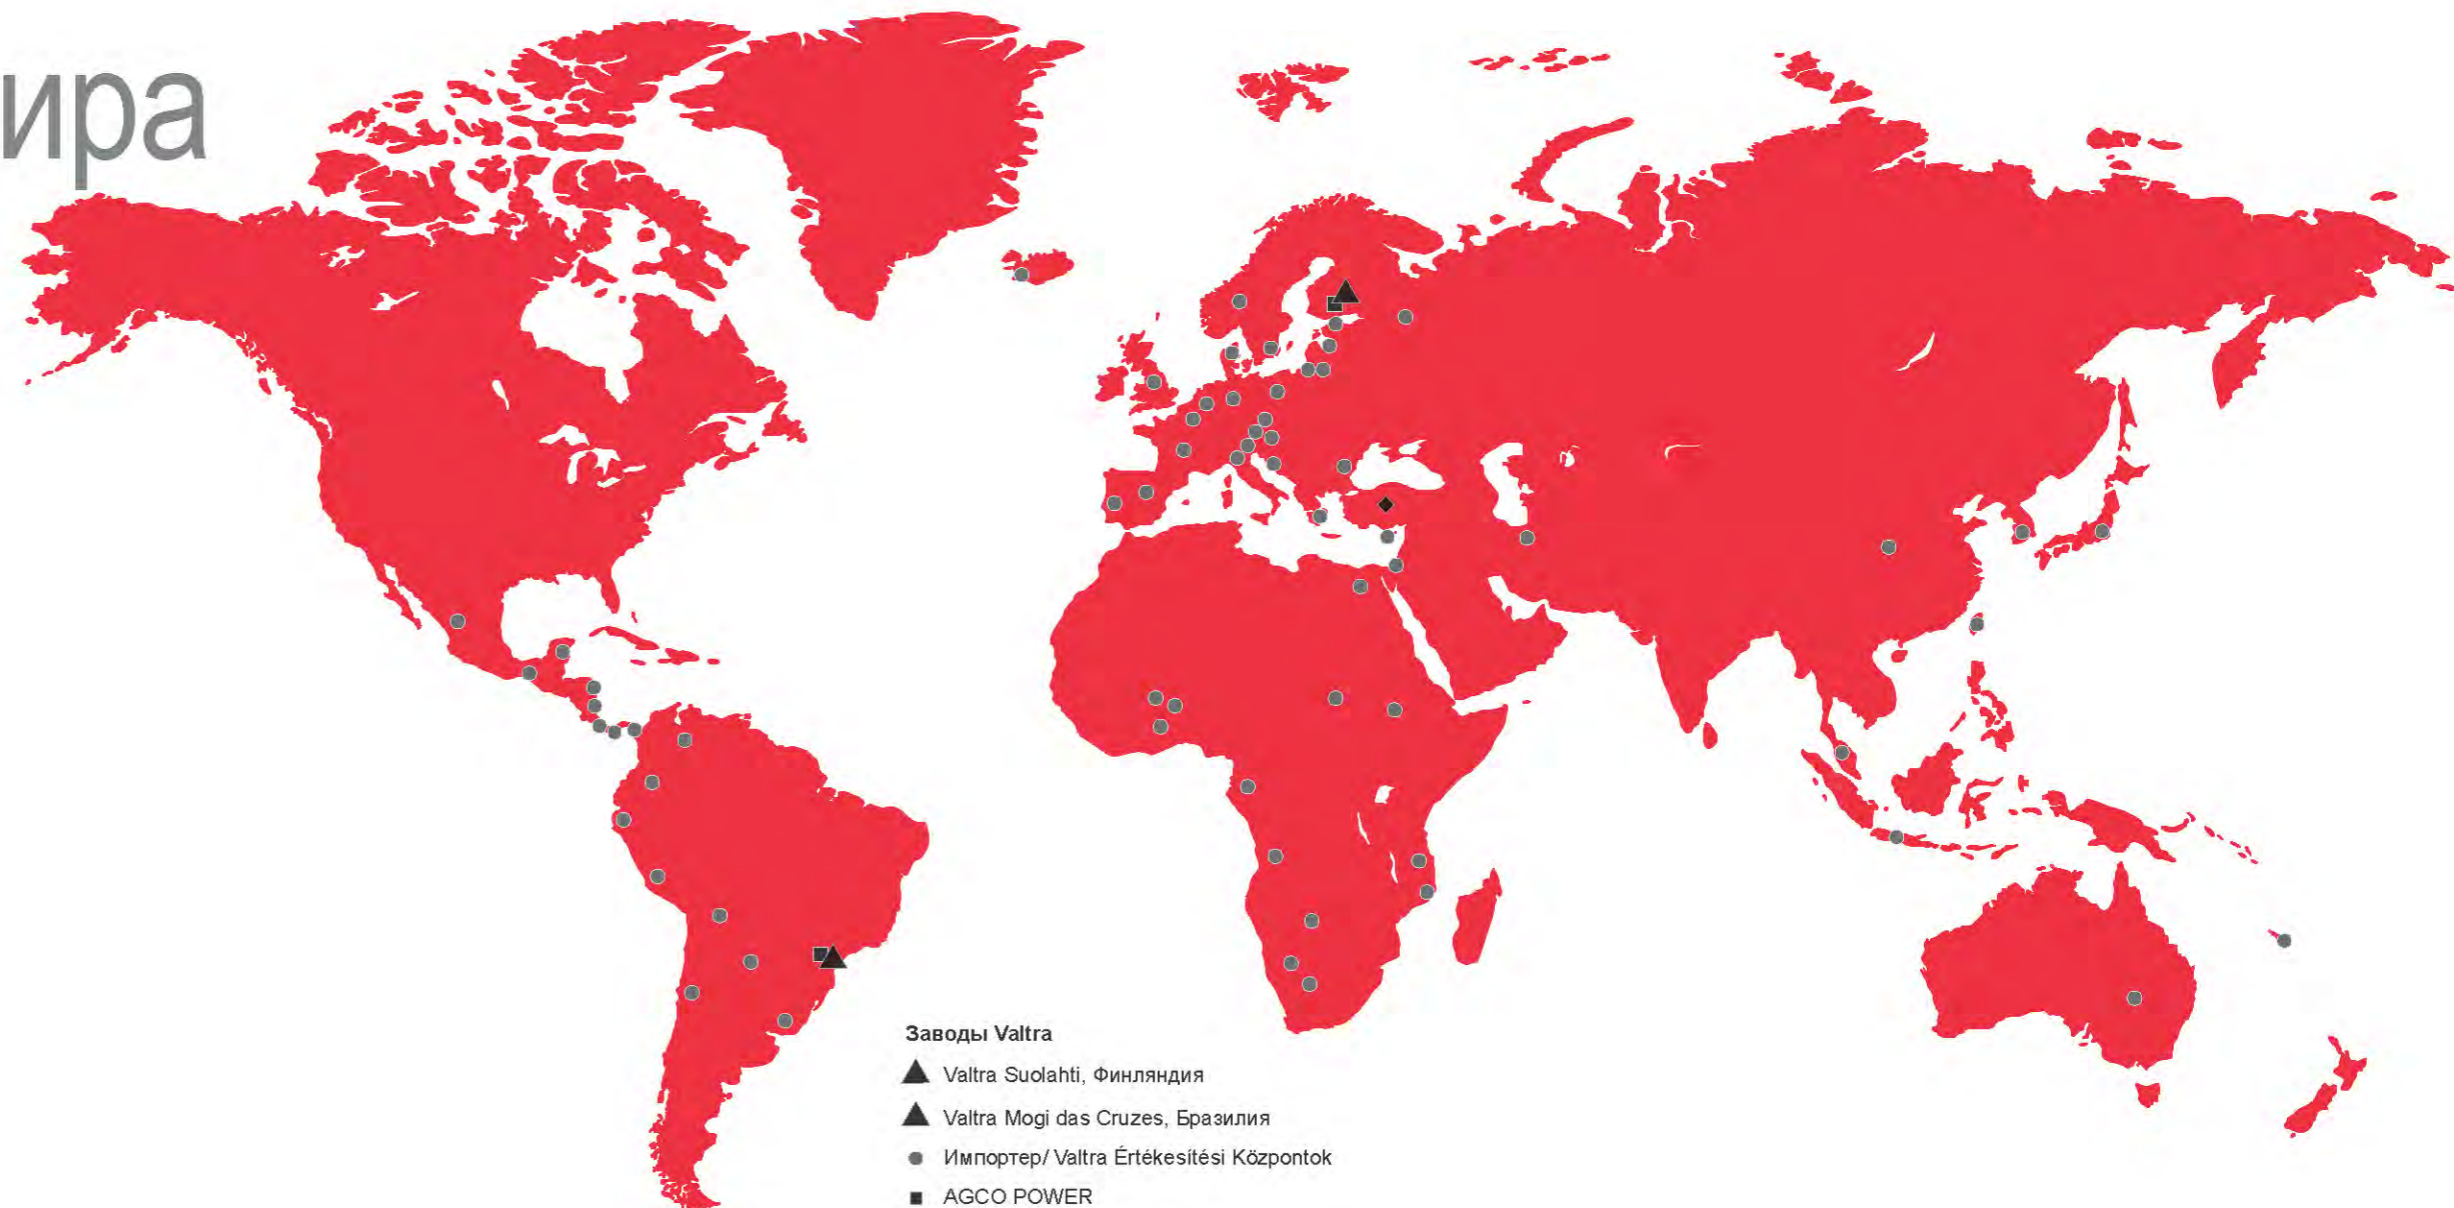 ира
Заводы Valtra
Valtra Suolahti, Финляндия
Valtra Mogi das Cruzes, Бразилия
Импортер/ Valtra Értékesítési Központok
AGCO POWER